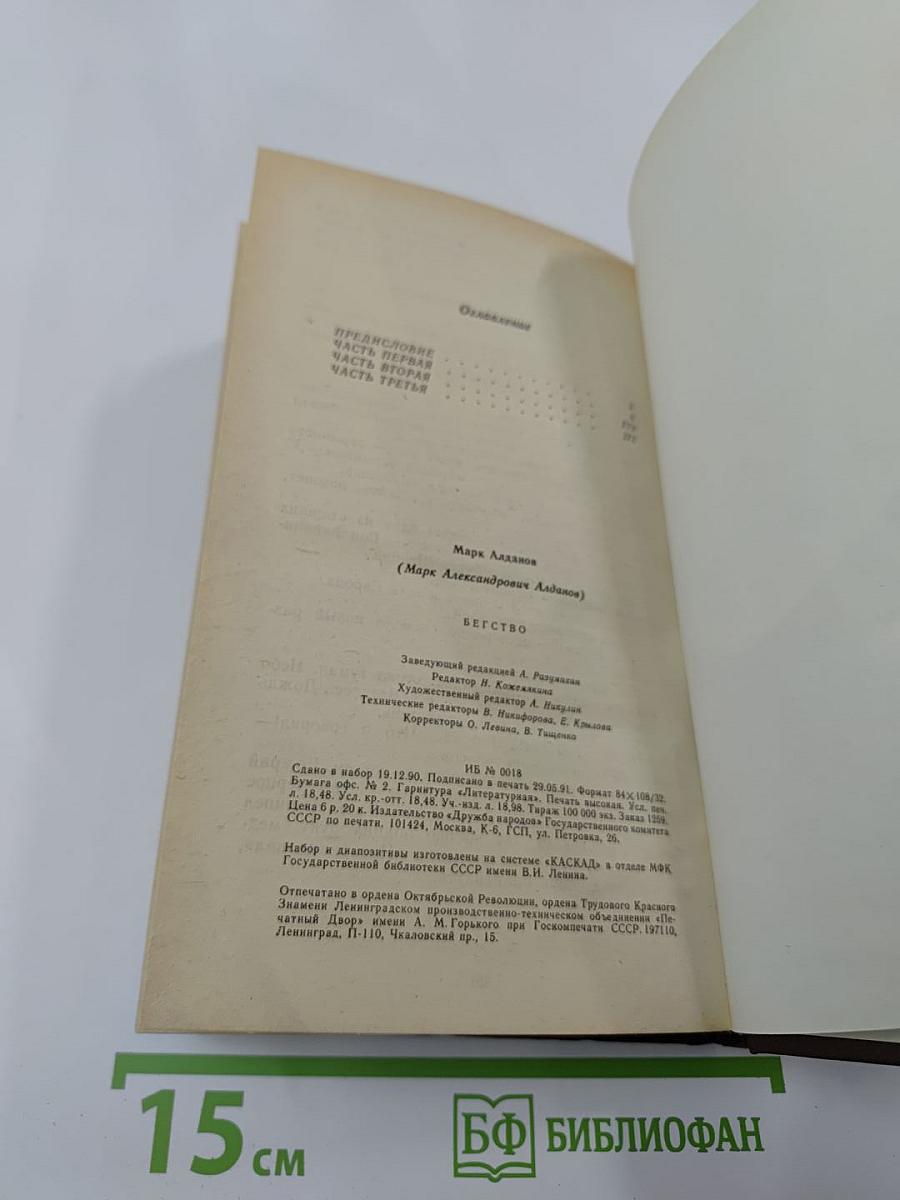 Оглавление
ПРЕДИСЛОВИЕ . . . . . . . . . .
ЧАСТЬ ПЕРВАЯ . . . . . . . . . .
ЧАСТЬ ВТОРАЯ . . . . . . . . . .
ЧАСТЬ ТРЕТЬЯ . . . . . . . . . .
Марк Алданов
(Марк Александрович Алданов)
БЕГСТВО
Заведующий редакцией А. Разумихин
Редактор Н. Кожемякина
Художественный редактор А. Никулин
Технические редакторы В. Никифорова, Е. Крылова
Корректоры О. Левина, В. Тищенко
ИБ № 0018
Сдано в набор 19.12.90. Подписано в печать 29.05.91. Формат 84×108/32.
Бумага офс. № 2. Гарнитура «Литературная». Печать высокая. Усл. печ.
л. 18,48. Усл. кр.-отт. 18,48. Уч.-изд. л. 18,98. Тираж 100 000 экз. Заказ 1259.
Цена 6 р. 20 к. Издательство «Дружба народов» Государственного комитета
СССР по печати. 101424, Москва, К-6, ГСП, ул. Петровка, 26.
Набор и диапозитивы изготовлены на системе «КАСКАД» в отделе МФК
Государственной библиотеки СССР имени В.И. Ленина.
Отпечатано в ордена Октябрьской Революции, ордена Трудового Красного
Знамени Ленинградском производственно-техническом объединении «Пе-
чатный Двор» имени А. М. Горького при Госкомпечати СССР. 197110,
Ленинград, П-110, Чкаловский пр., 15.
15 см
БФ БИБЛИОФАН